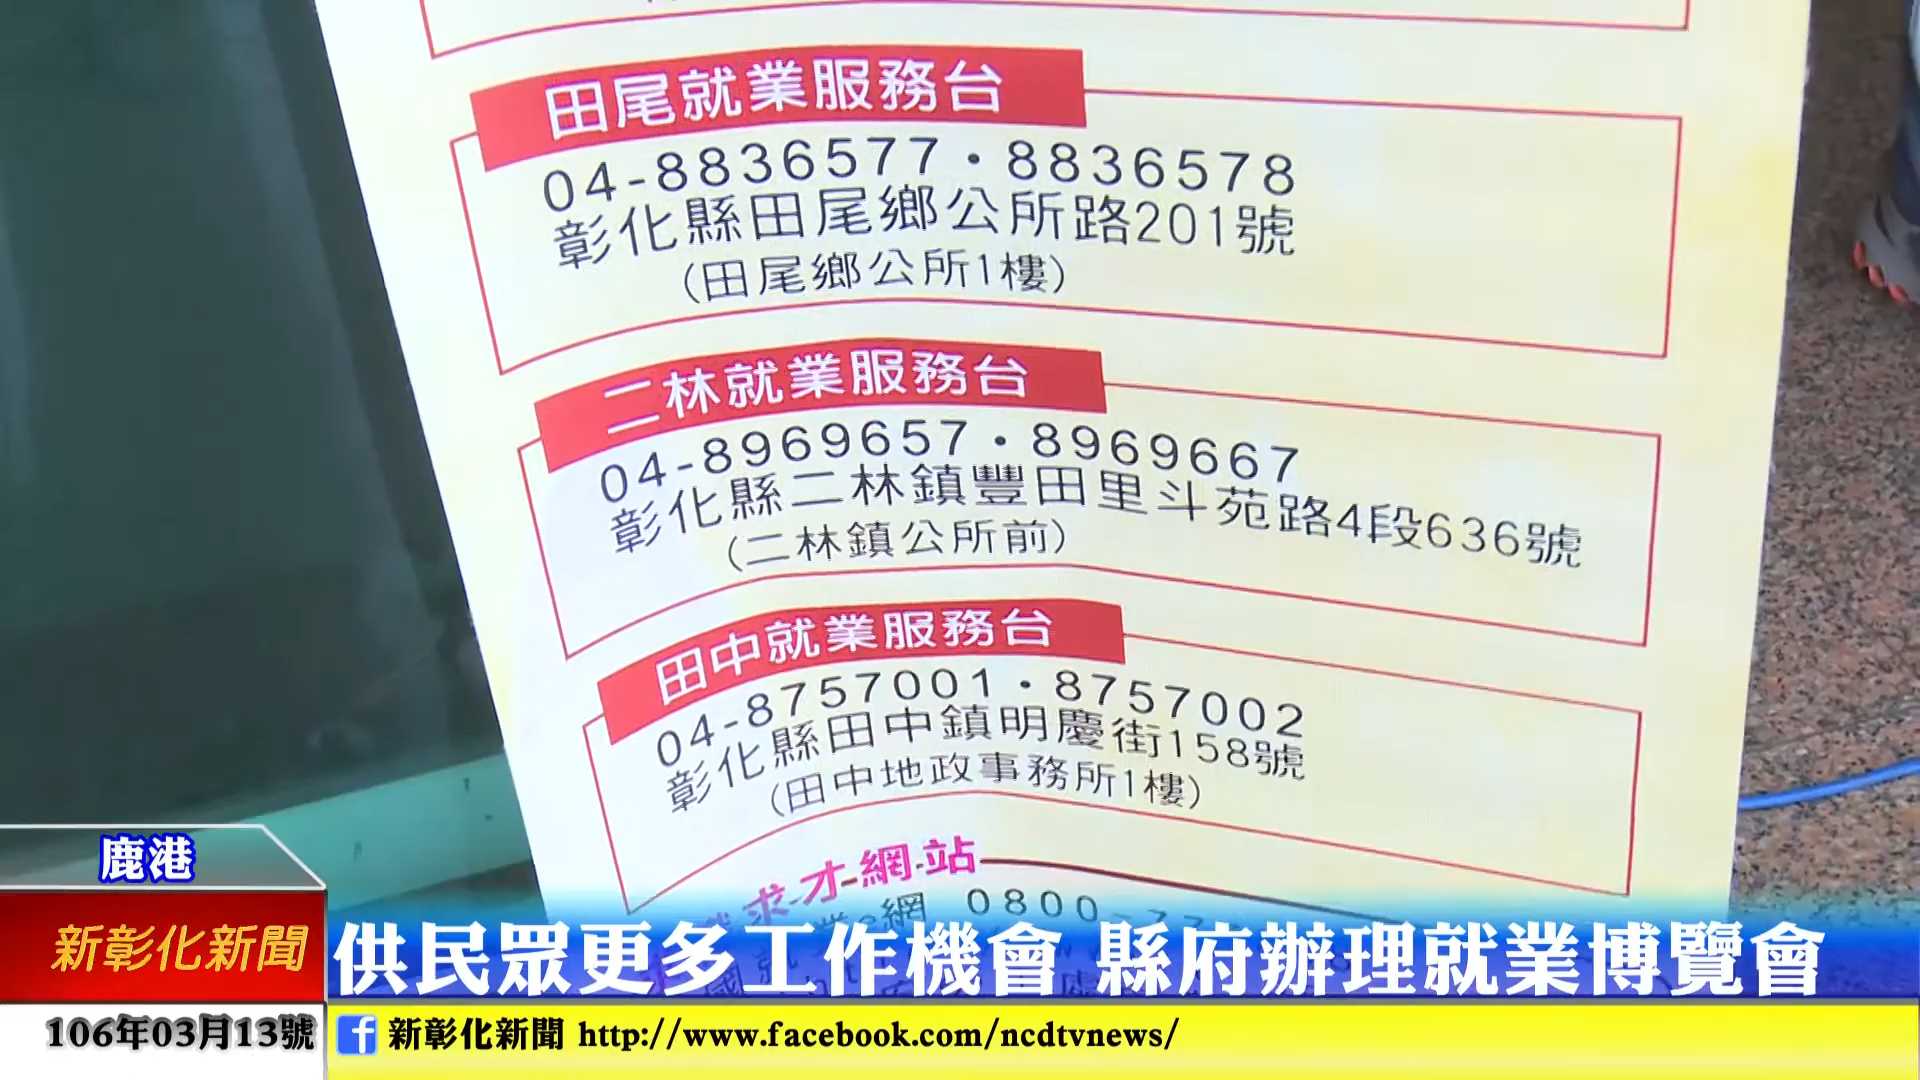 田尾就業服務台
04-8836577・8836578
彰化縣田尾鄉公所路201號
(田尾鄉公所1樓)
二林就業服務台
04-8969657・8969667
彰化縣二林鎮豐田里斗苑路4段636號
(二林鎮公所前)
田中就業服務台
04-8757001・8757002
彰化縣田中鎮明慶街158號
(田中地政事務所1樓)
求才網站
網 0800-77
鹿港
新彰化新聞
供民眾更多工作機會 縣府辦理就業博覽會
106年03月13號
新彰化新聞 http://www.facebook.com/ncdtvnews/